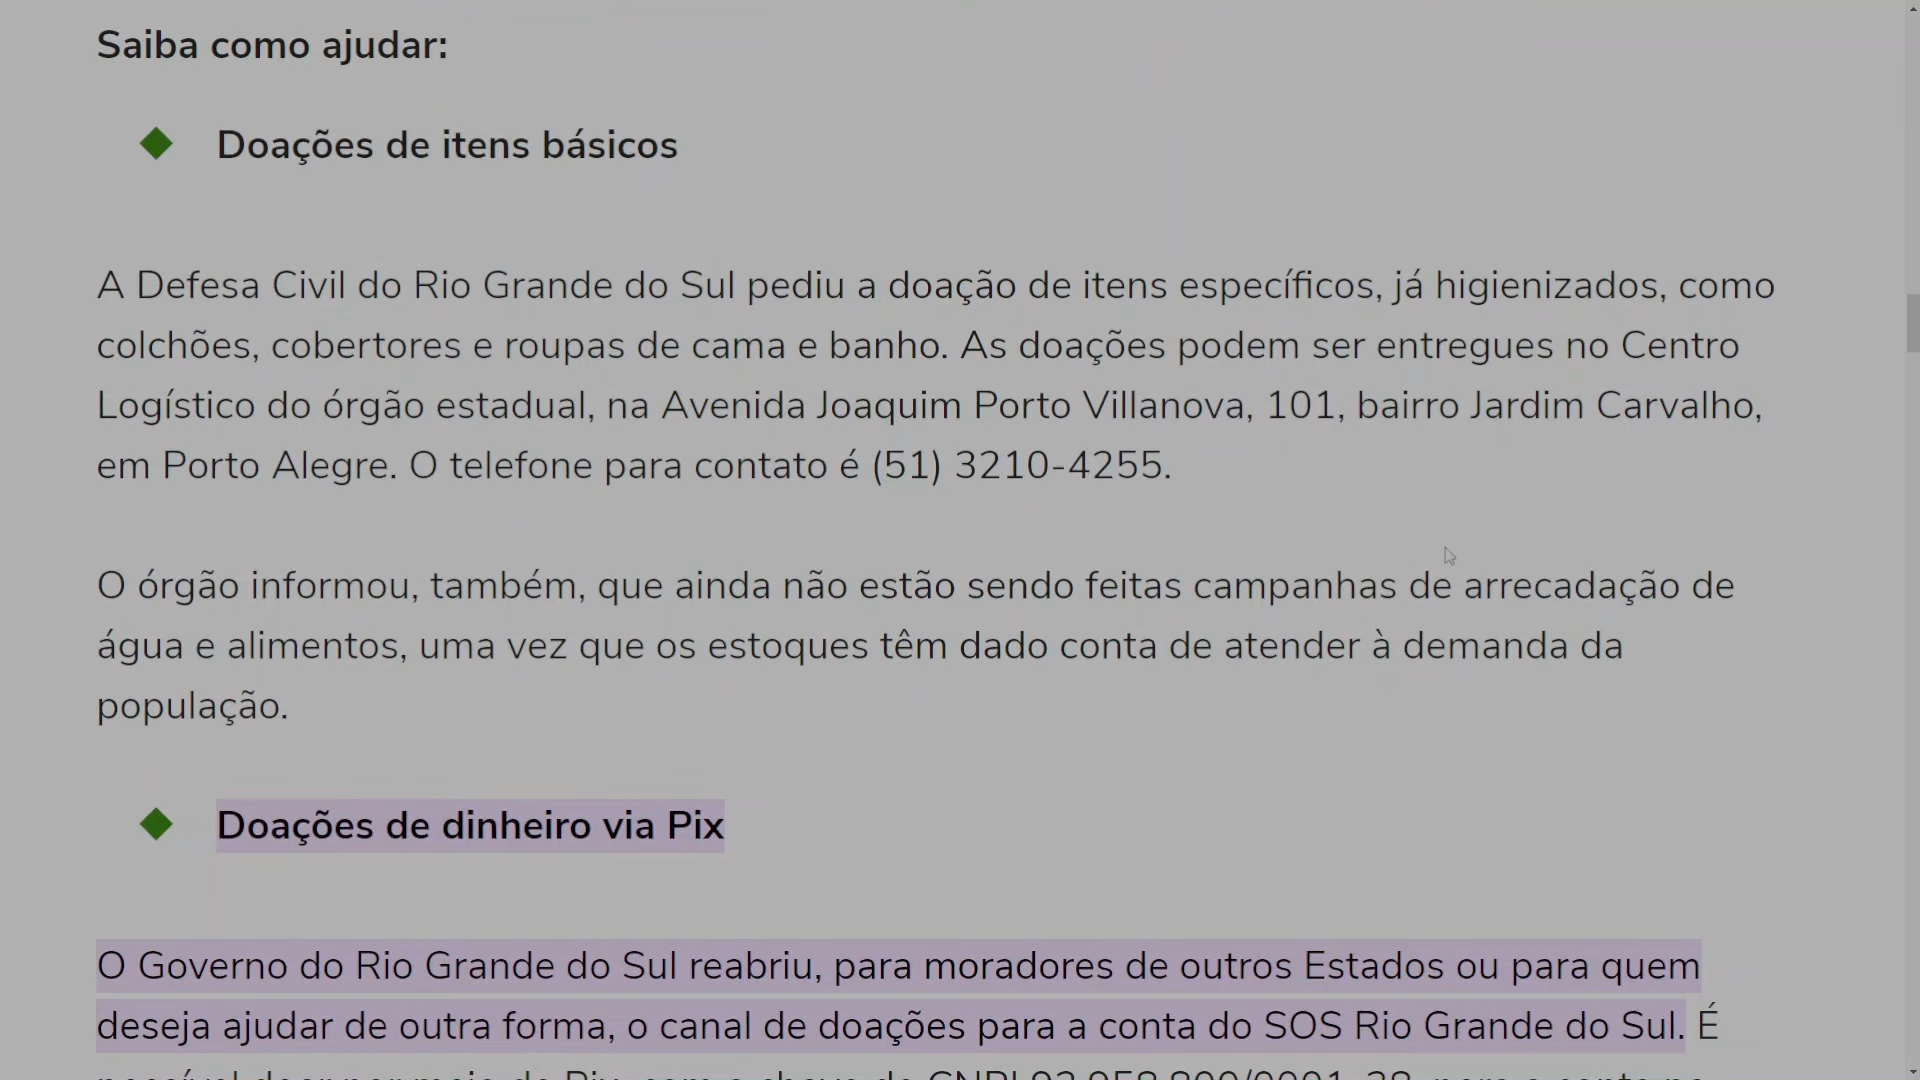 Saiba como ajudar:
Doações de itens básicos
A Defesa Civil do Rio Grande do Sul pediu a doação de itens específicos, já higienizados, como
colchões, cobertores e roupas de cama e banho. As doações podem ser entregues no Centro
Logístico do órgão estadual, na Avenida Joaquim Porto Villanova, 101, bairro Jardim Carvalho,
em Porto Alegre. O telefone para contato é (51) 3210-4255.
O órgão informou, também, que ainda não estão sendo feitas campanhas de arrecadação de
água e alimentos, uma vez que os estoques têm dado conta de atender à demanda da
população.
Doações de dinheiro via Pix
O Governo do Rio Grande do Sul reabriu, para moradores de outros Estados ou para quem
deseja ajudar de outra forma, o canal de doações para a conta do SOS Rio Grande do Sul. É